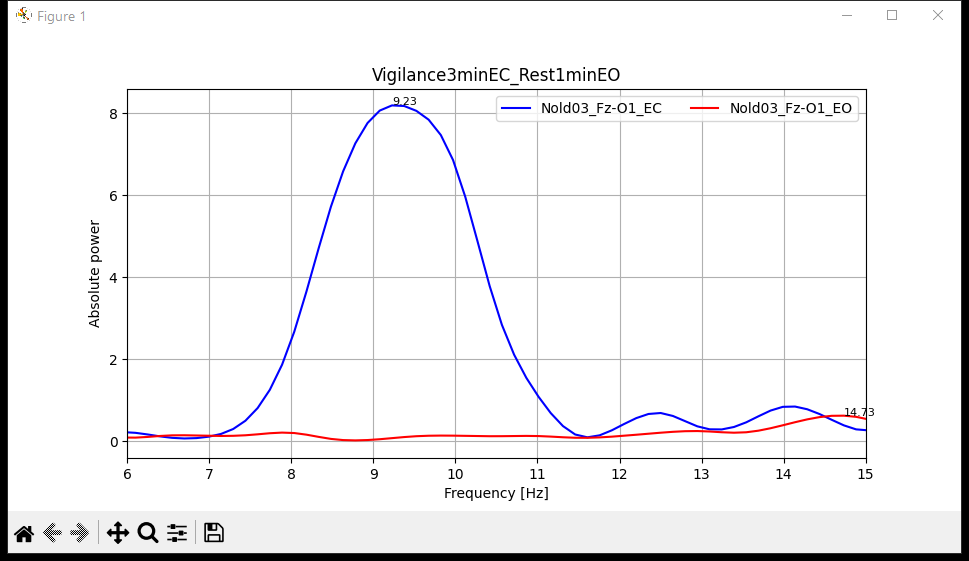 Figure 1
Vigilance3minEC_Rest1minEO
9.23
Nold03_Fz-O1_EC Nold03_Fz-O1_EO
8
6
4
2
0
Absolute power
14.73
6 7 8 9 10 11 12 13 14 15
Frequency [Hz]